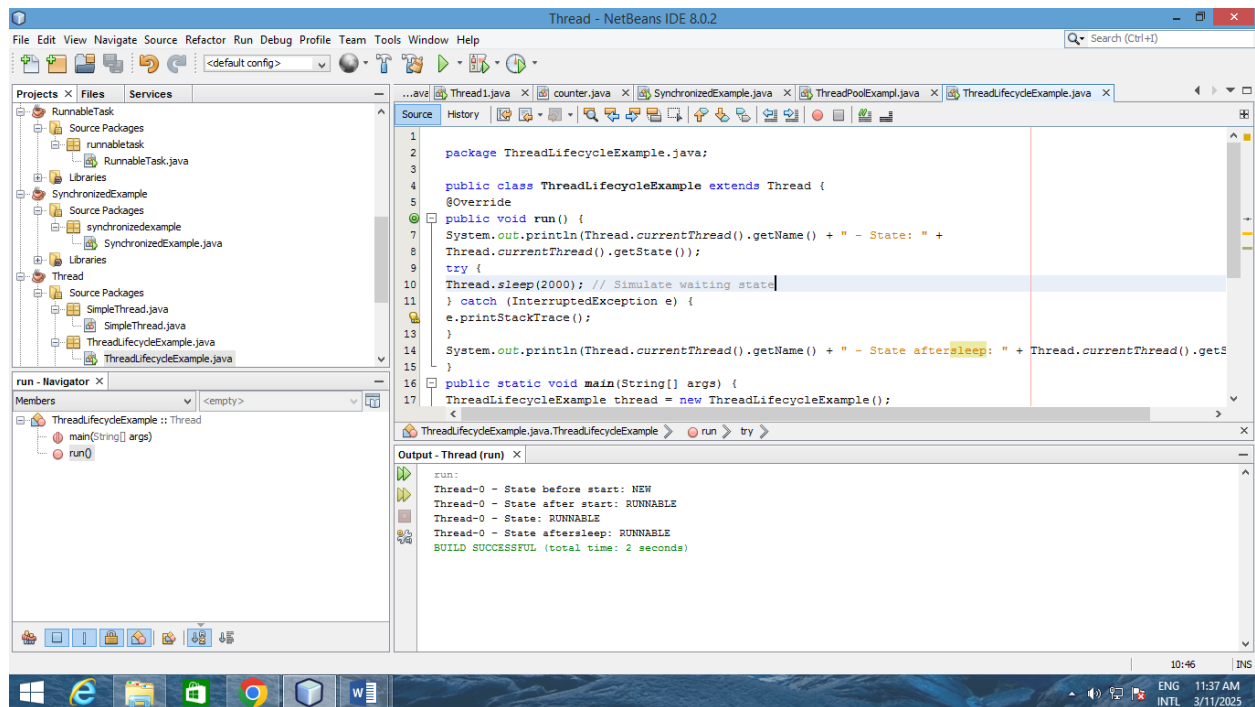 Thread - NetBeans IDE 8.0.2
File Edit View Navigate Source Refactor Run Debug Profile Team Tools Window Help
Search (Ctrl+I)
<default config>
Projects Files Services
RunnableTask
Source Packages
runnabletask
RunnableTask.java
Libraries
SynchronizedExample
Source Packages
synchronizedexample
SynchronizedExample.java
Libraries
Thread
Source Packages
SimpleThread.java
SimpleThread.java
ThreadLifecycleExample.java
ThreadLifecycleExample.java
run - Navigator
Members <empty>
ThreadLifecycleExample :: Thread
main(String[] args)
run()
...ava Thread1.java counter.java SynchronizedExample.java ThreadPoolExampl.java ThreadLifecycleExample.java
Source History
1
2 package ThreadLifecycleExample.java;
3
4 public class ThreadLifecycleExample extends Thread {
5 @Override
public void run() {
7 System.out.println(Thread.currentThread().getName() + " - State: " +
8 Thread.currentThread().getState());
9 try {
10 Thread.sleep(2000); // Simulate waiting state
11 } catch (InterruptedException e) {
e.printStackTrace();
13 }
14 System.out.println(Thread.currentThread().getName() + " - State aftersleep: " + Thread.currentThread().getS
15 }
16 public static void main(String[] args) {
17 ThreadLifecycleExample thread = new ThreadLifecycleExample();
ThreadLifecycleExample.java.ThreadLifecycleExample run try
Output - Thread (run)
run:
Thread-0 - State before start: NEW
Thread-0 - State after start: RUNNABLE
Thread-0 - State: RUNNABLE
Thread-0 - State aftersleep: RUNNABLE
BUILD SUCCESSFUL (total time: 2 seconds)
10:46 INS
ENG 11:37 AM
INTL 3/11/2025